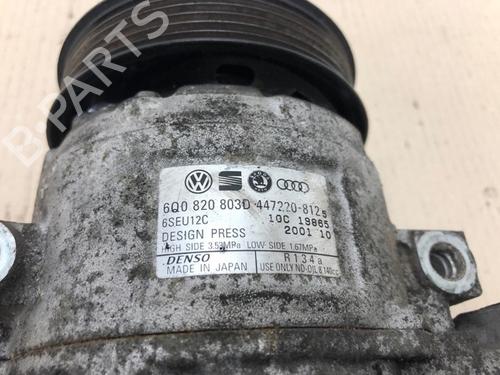 6Q0 820 803D 447220-8125
6SEU12C 10C 19865
DESIGN PRESS 2001 10
HIGH SIDE 3.53MPa LOW SIDE 1.67MPa
DENSO R134a
MADE IN JAPAN USE ONLY ND-OIL 8 140cc
B-PARTS